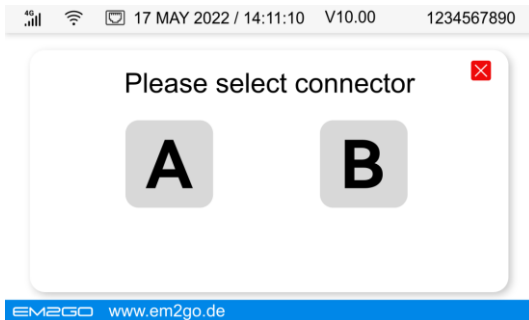 4G 17 MAY 2022 / 14:11:10 V10.00 1234567890
Please select connector
A B
EM2GO www.em2go.de